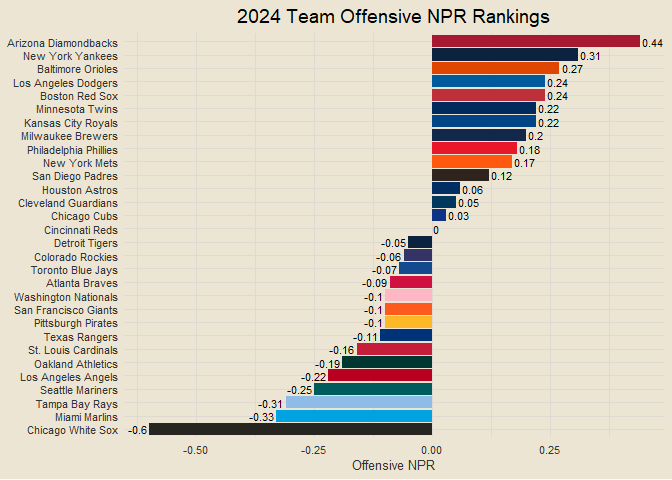 2024 Team Offensive NPR Rankings
Arizona Diamondbacks 0.44
New York Yankees 0.31
Baltimore Orioles 0.27
Los Angeles Dodgers 0.24
Boston Red Sox 0.24
Minnesota Twins 0.22
Kansas City Royals 0.22
Milwaukee Brewers 0.2
Philadelphia Phillies 0.18
New York Mets 0.17
San Diego Padres 0.12
Houston Astros 0.06
Cleveland Guardians 0.05
Chicago Cubs 0.03
Cincinnati Reds 0
Detroit Tigers -0.05
Colorado Rockies -0.06
Toronto Blue Jays -0.07
Atlanta Braves -0.09
Washington Nationals -0.1
San Francisco Giants -0.1
Pittsburgh Pirates -0.1
Texas Rangers -0.11
St. Louis Cardinals -0.16
Oakland Athletics -0.19
Los Angeles Angels -0.22
Seattle Mariners -0.25
Tampa Bay Rays -0.31
Miami Marlins -0.33
Chicago White Sox -0.6
-0.50 -0.25 0.00 0.25
Offensive NPR